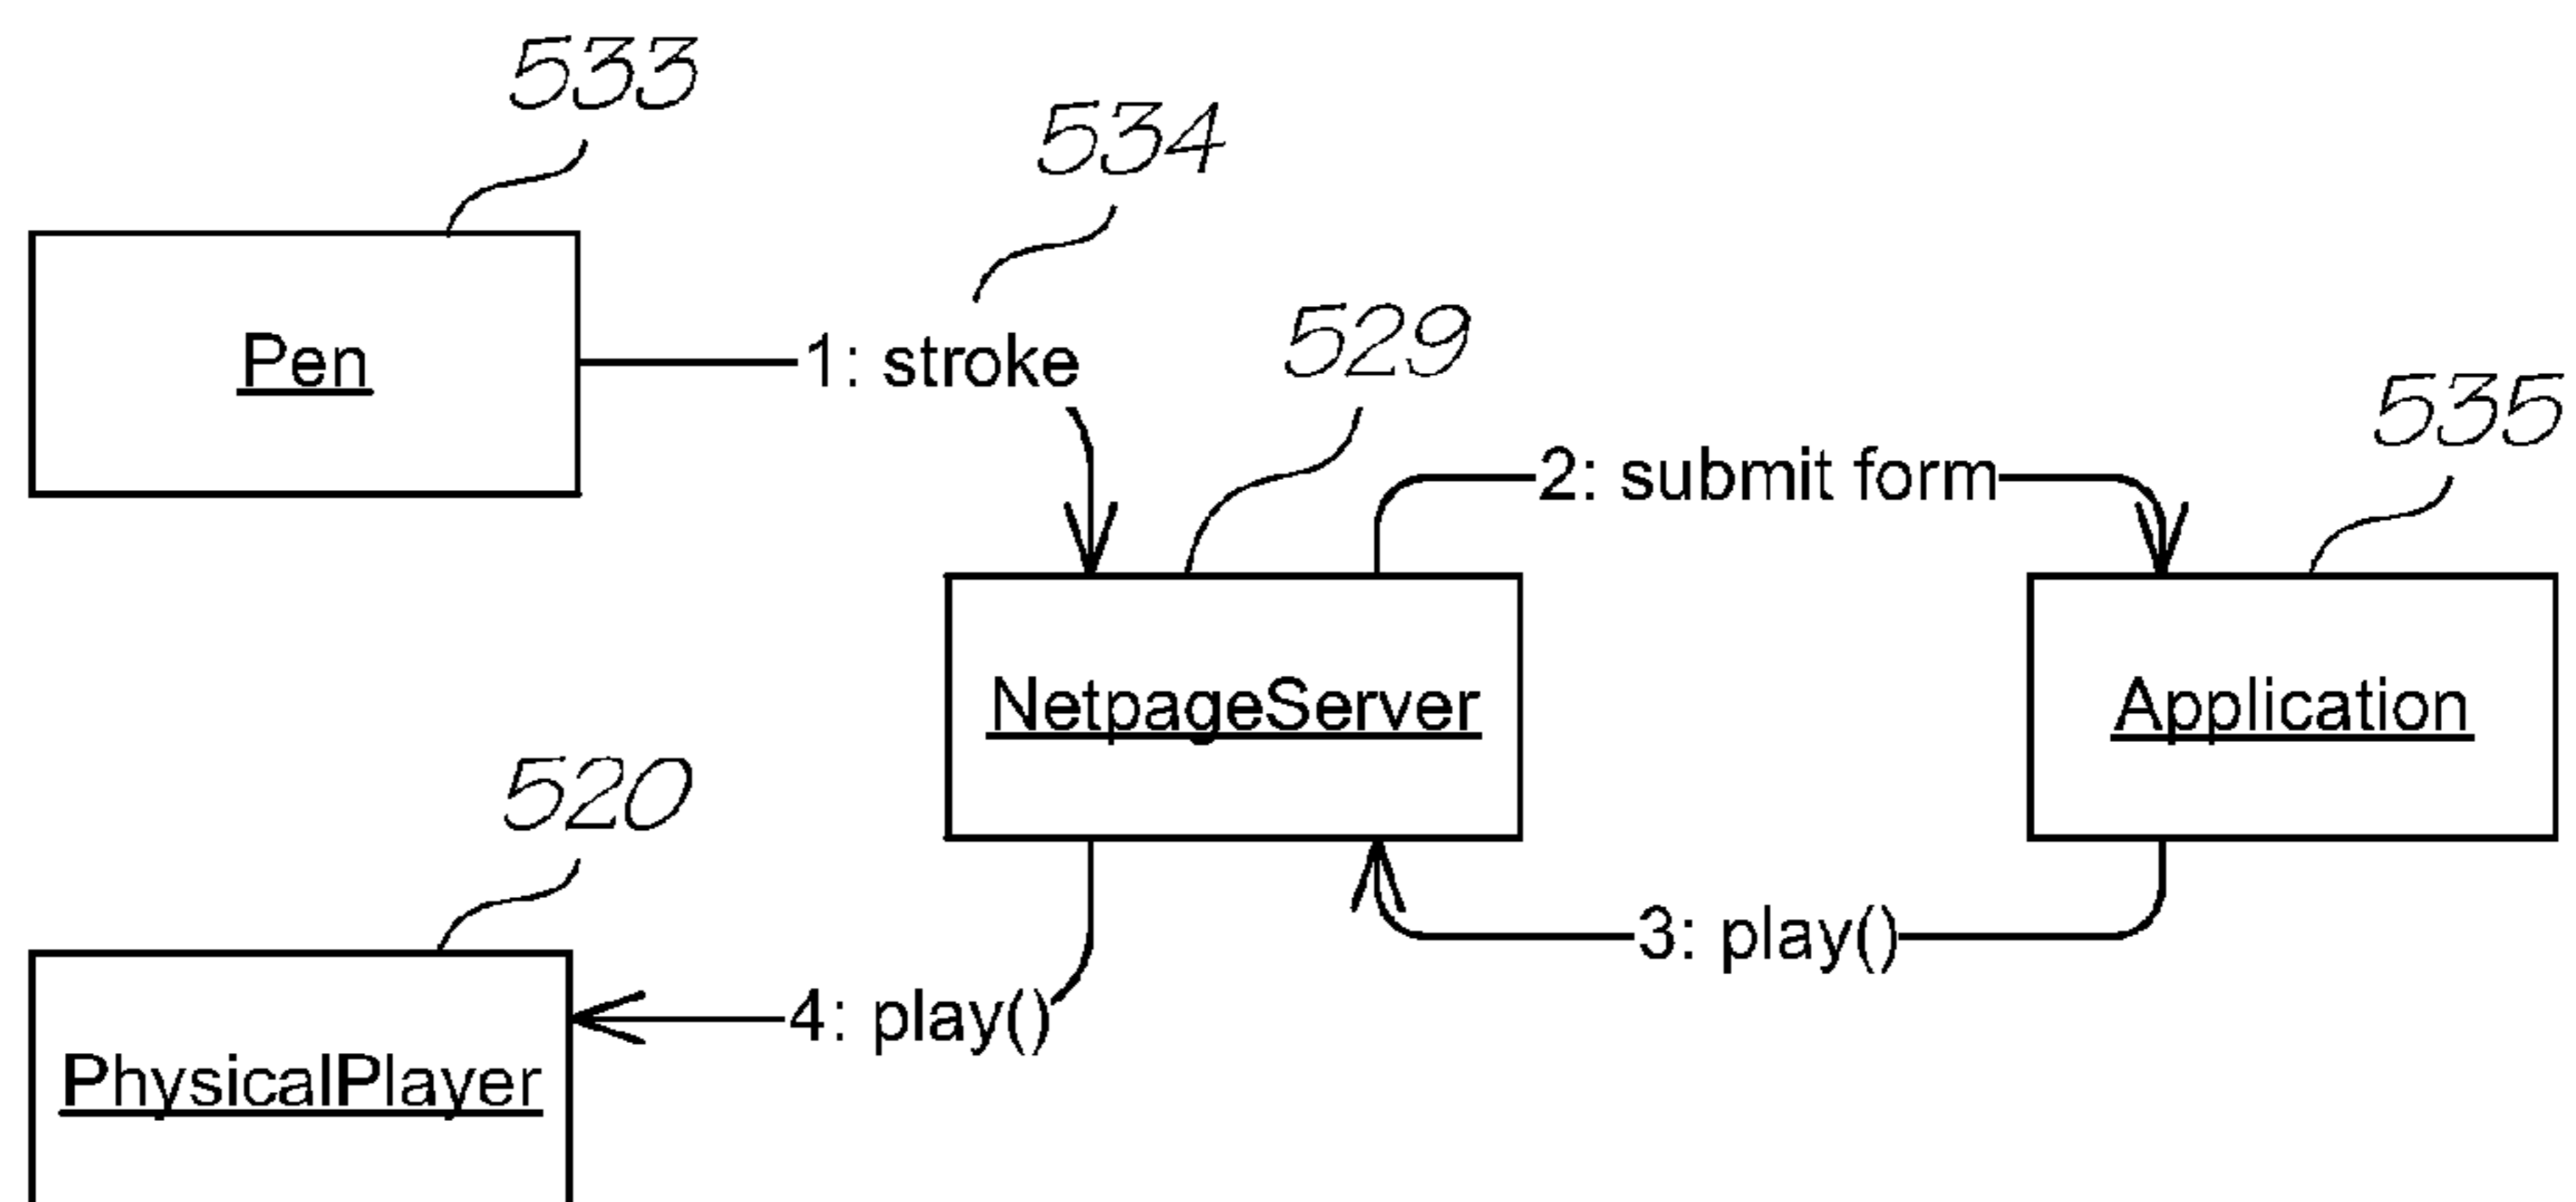 533
534
Pen
1: stroke
529
535
2: submit form
NetpageServer
Application
520
3: play()
4: play()
PhysicalPlayer